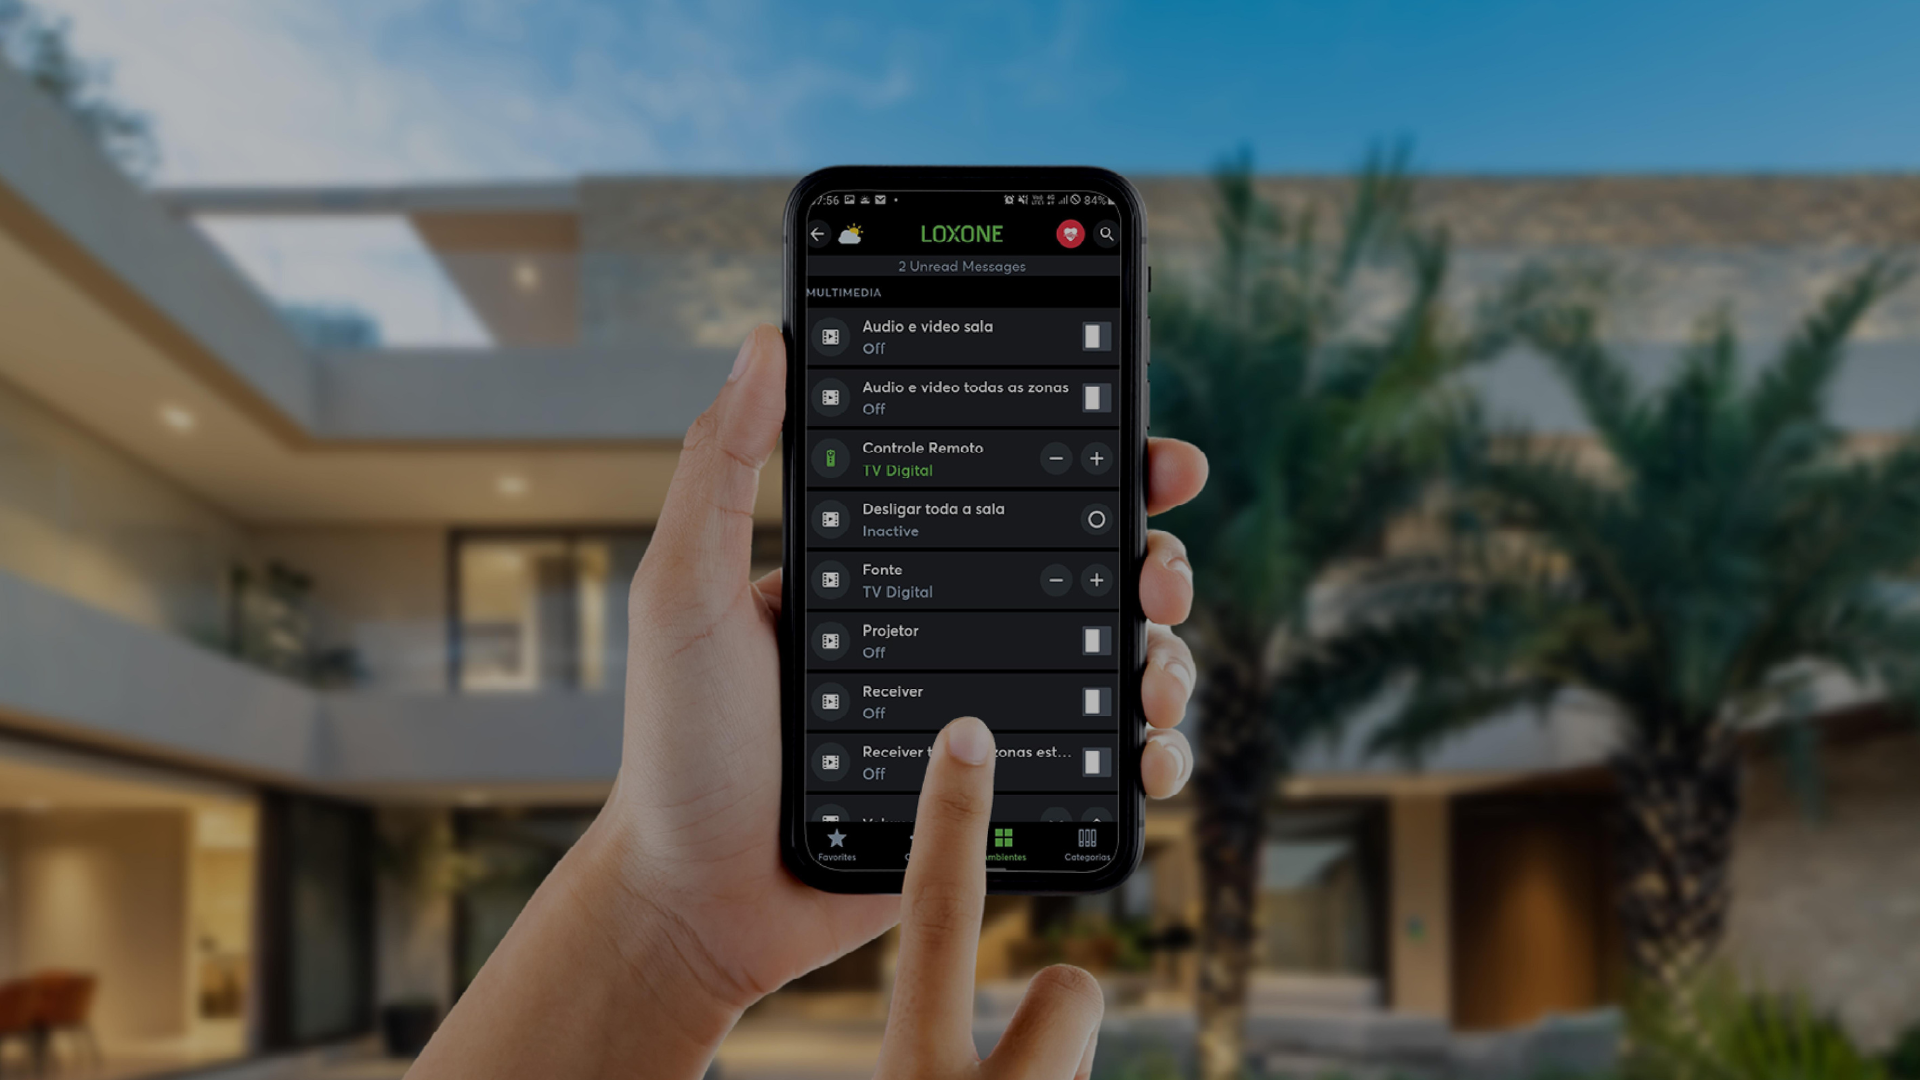 7:56
84%
LOXONE
2 Unread Messages
MULTIMEDIA
Audio e video sala
Off
Audio e video todas as zonas
Off
Controle Remoto
TV Digital
Desligar toda a sala
Inactive
Fonte
TV Digital
Projetor
Off
Receiver
Off
Receiver t zonas est...
Off
Favorites
mbientes
Categorias